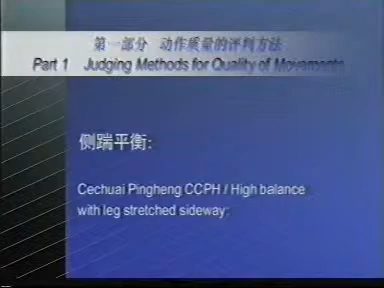 第一部分 动作质量的评判方法
Part 1 Judging Methods for Quality of Movements
侧踹平衡:
Cechuai Pingheng CCPH / High balance
with leg stretched sideway: